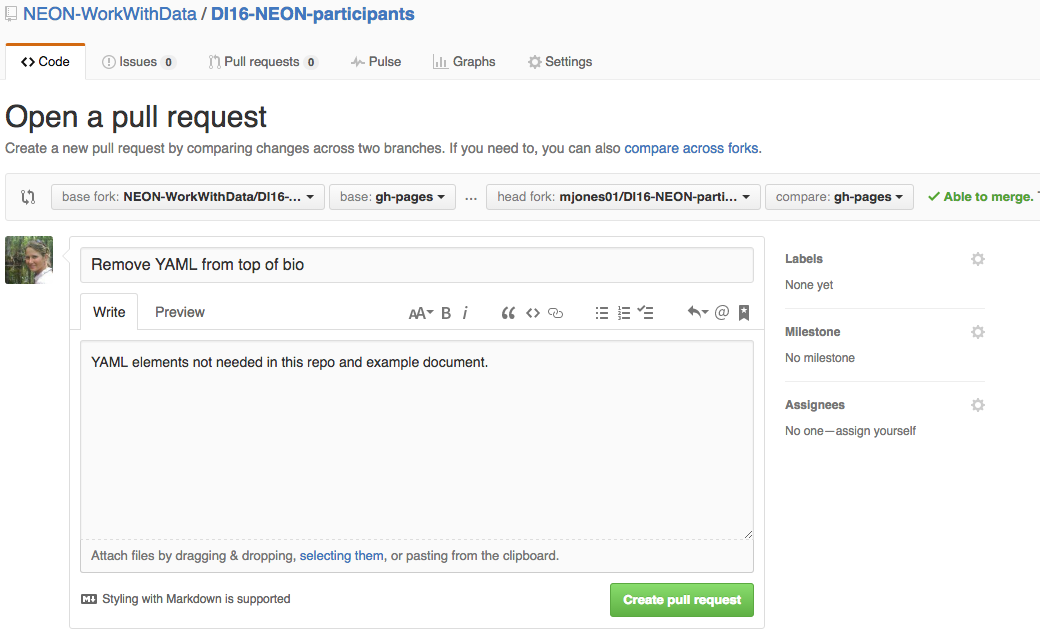 NEON-WorkWithData / DI16-NEON-participants
Code Issues 0 Pull requests 0 Pulse Graphs Settings
Open a pull request
Create a new pull request by comparing changes across two branches. If you need to, you can also compare across forks.
base fork: NEON-WorkWithData/DI16-... base: gh-pages ... head fork: mjones01/DI16-NEON-parti... compare: gh-pages Able to merge.
Remove YAML from top of bio
Labels
None yet
Write Preview AA B i @
Milestone
No milestone
YAML elements not needed in this repo and example document.
Assignees
No one—assign yourself
Attach files by dragging & dropping, selecting them, or pasting from the clipboard.
Styling with Markdown is supported
Create pull request